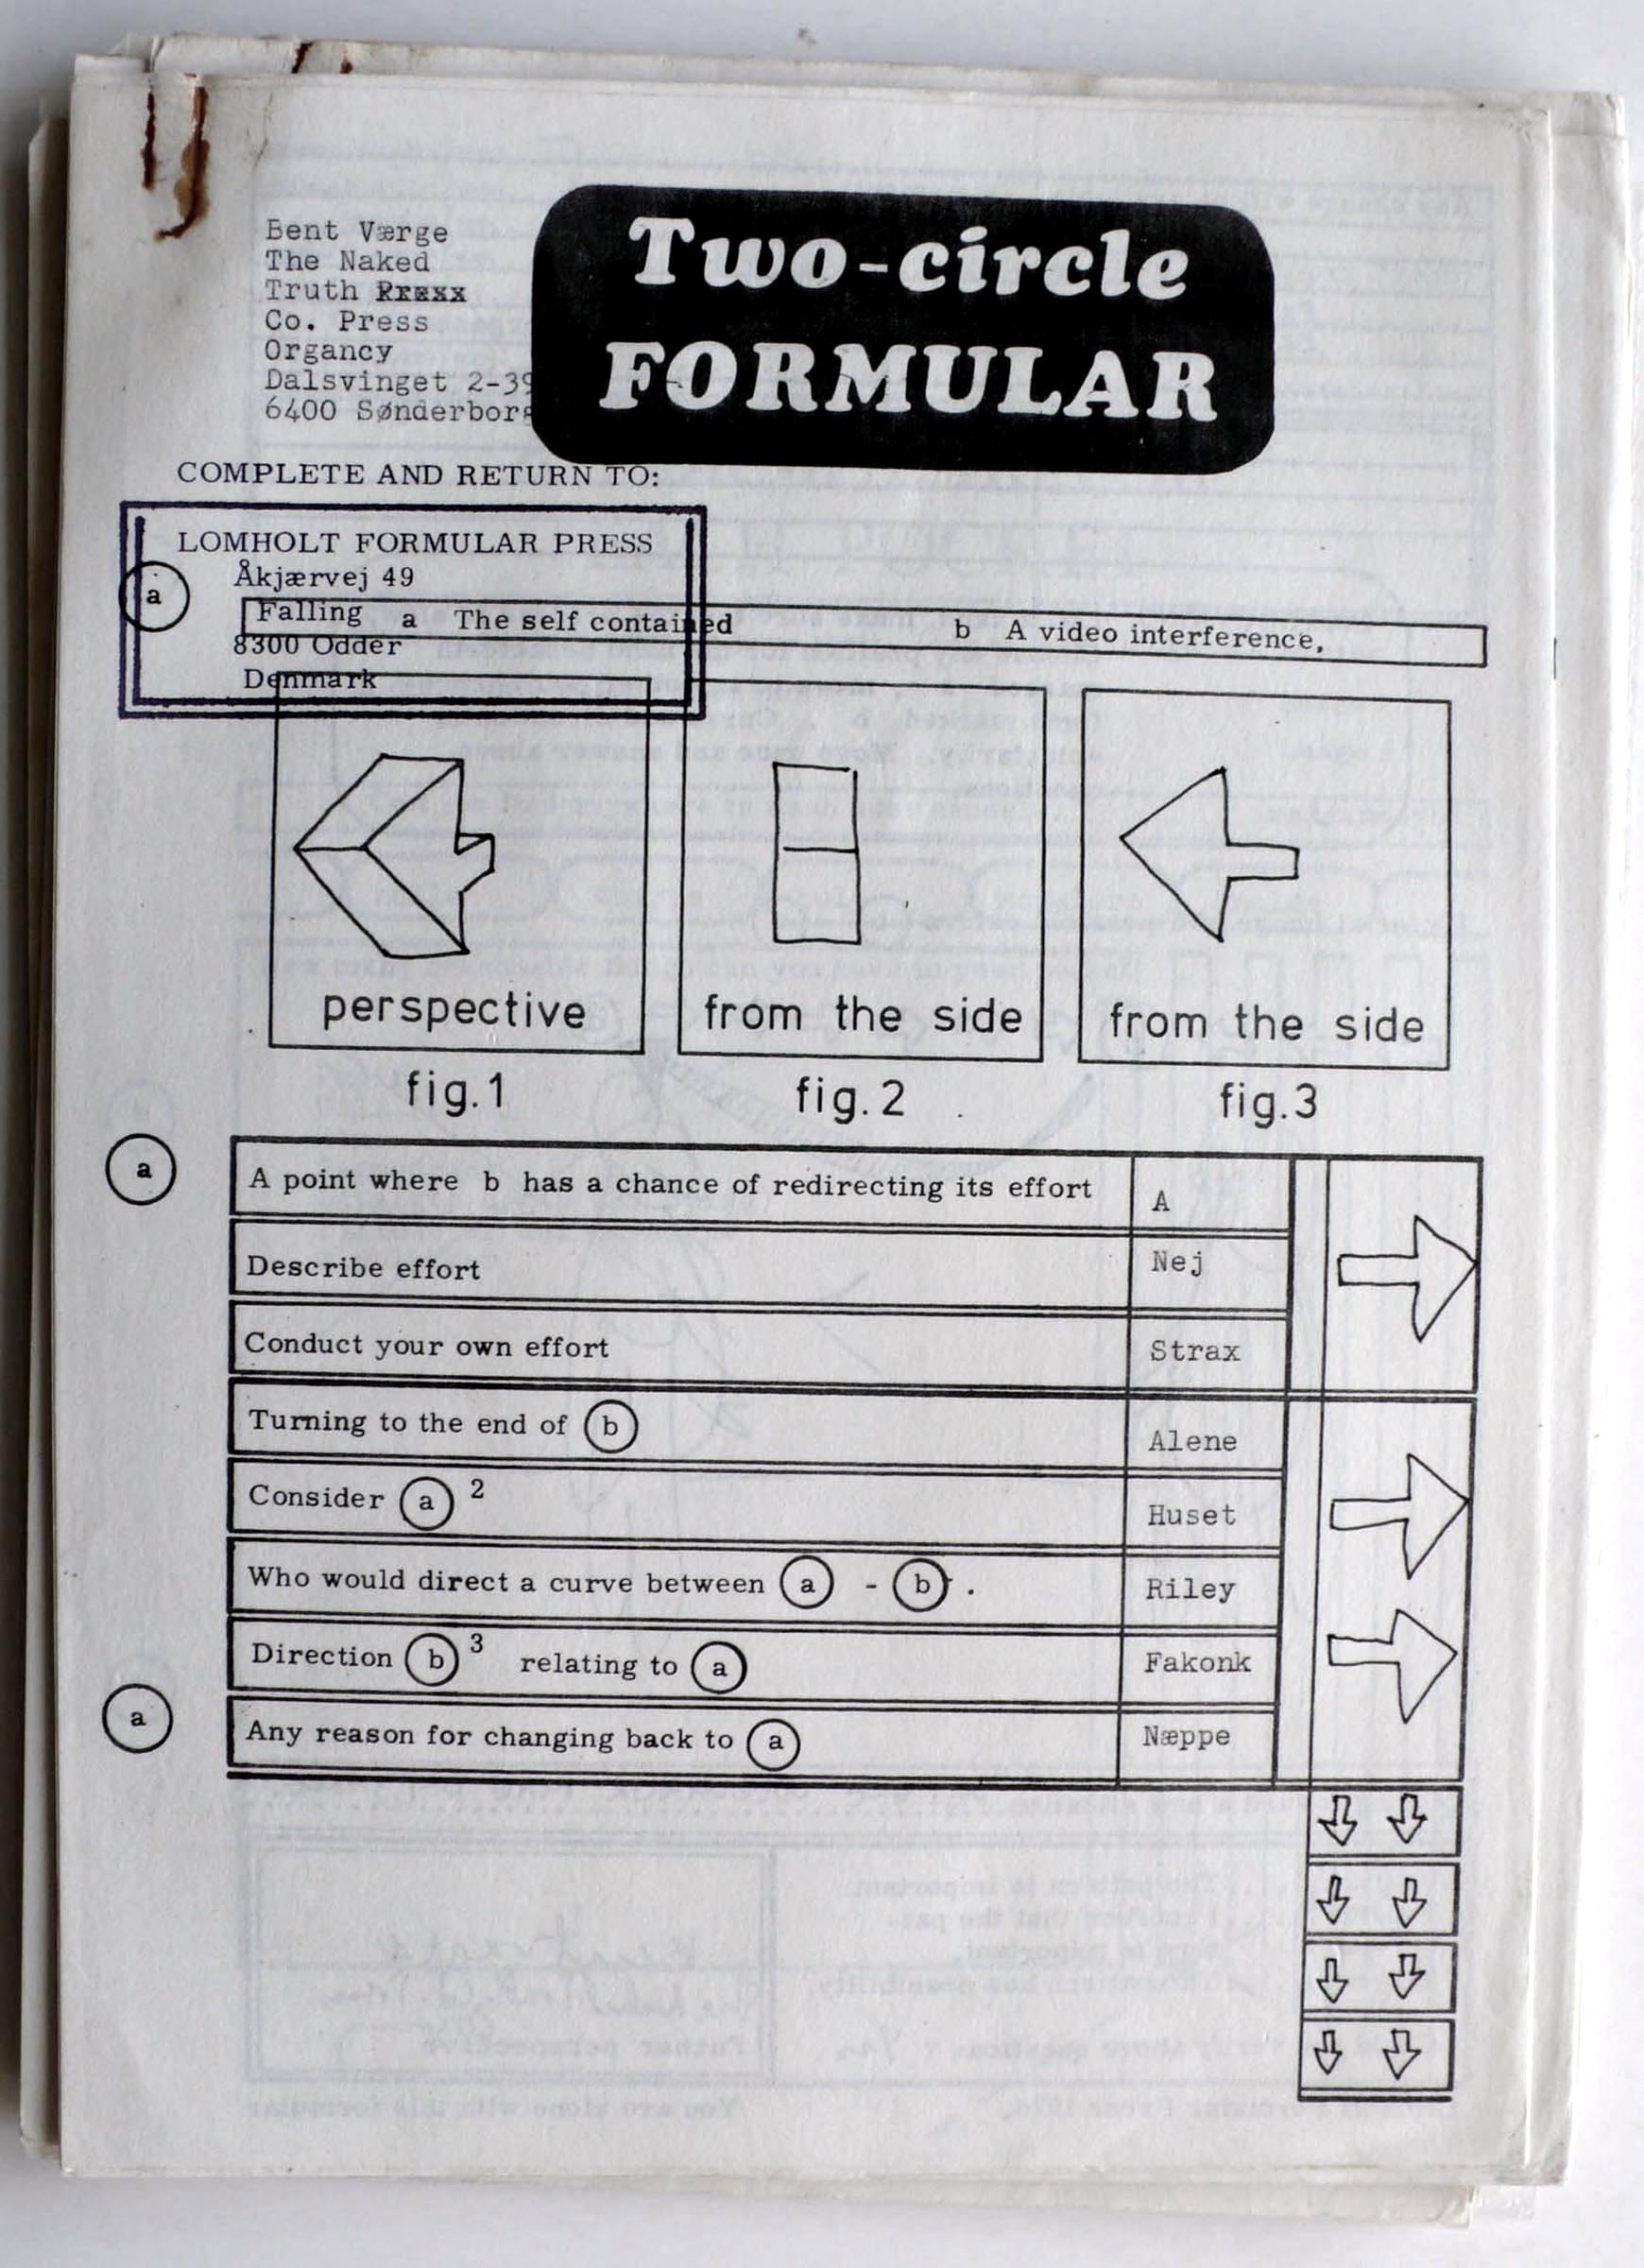 Bent Værge
The Naked
Truth
Co. Press
Organcy
Dalsvinget 2-39
6400 Sønderborg
Two-circle
FORMULAR
COMPLETE AND RETURN TO:
LOMHOLT FORMULAR PRESS
Åkjærvej 49
a
Falling a The self contained b A video interference,
8300 Odder
Denmark
perspective
from the side
from the side
fig.1
fig.2
fig.3
a
A point where b has a chance of redirecting its effort A
Describe effort Nej
Conduct your own effort Strax
Turning to the end of b Alene
Consider a 2 Huset
Who would direct a curve between a - b . Riley
Direction b 3 relating to a Fakonk
a
Any reason for changing back to a Næppe